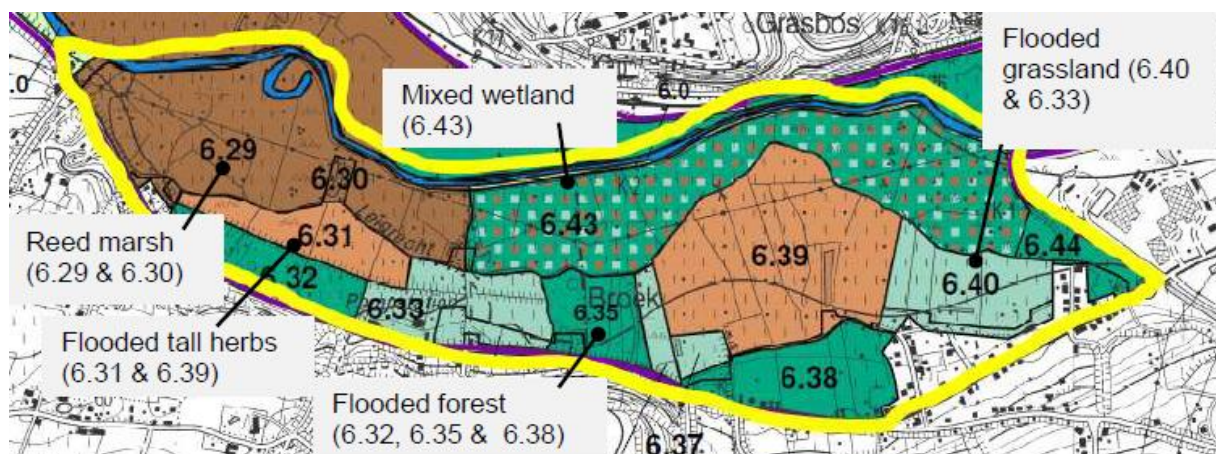 Grasbos
Flooded
grassland (6.40
& 6.33)
.0
6.0
Mixed wetland
(6.43)
6.29
6.30
6.43
6.31
6.39
6.44
Reed marsh
(6.29 & 6.30)
6.32
6.33
Broek
6.35
6.40
Flooded tall herbs
(6.31 & 6.39)
6.38
Flooded forest
(6.32, 6.35 & 6.38)
6.37